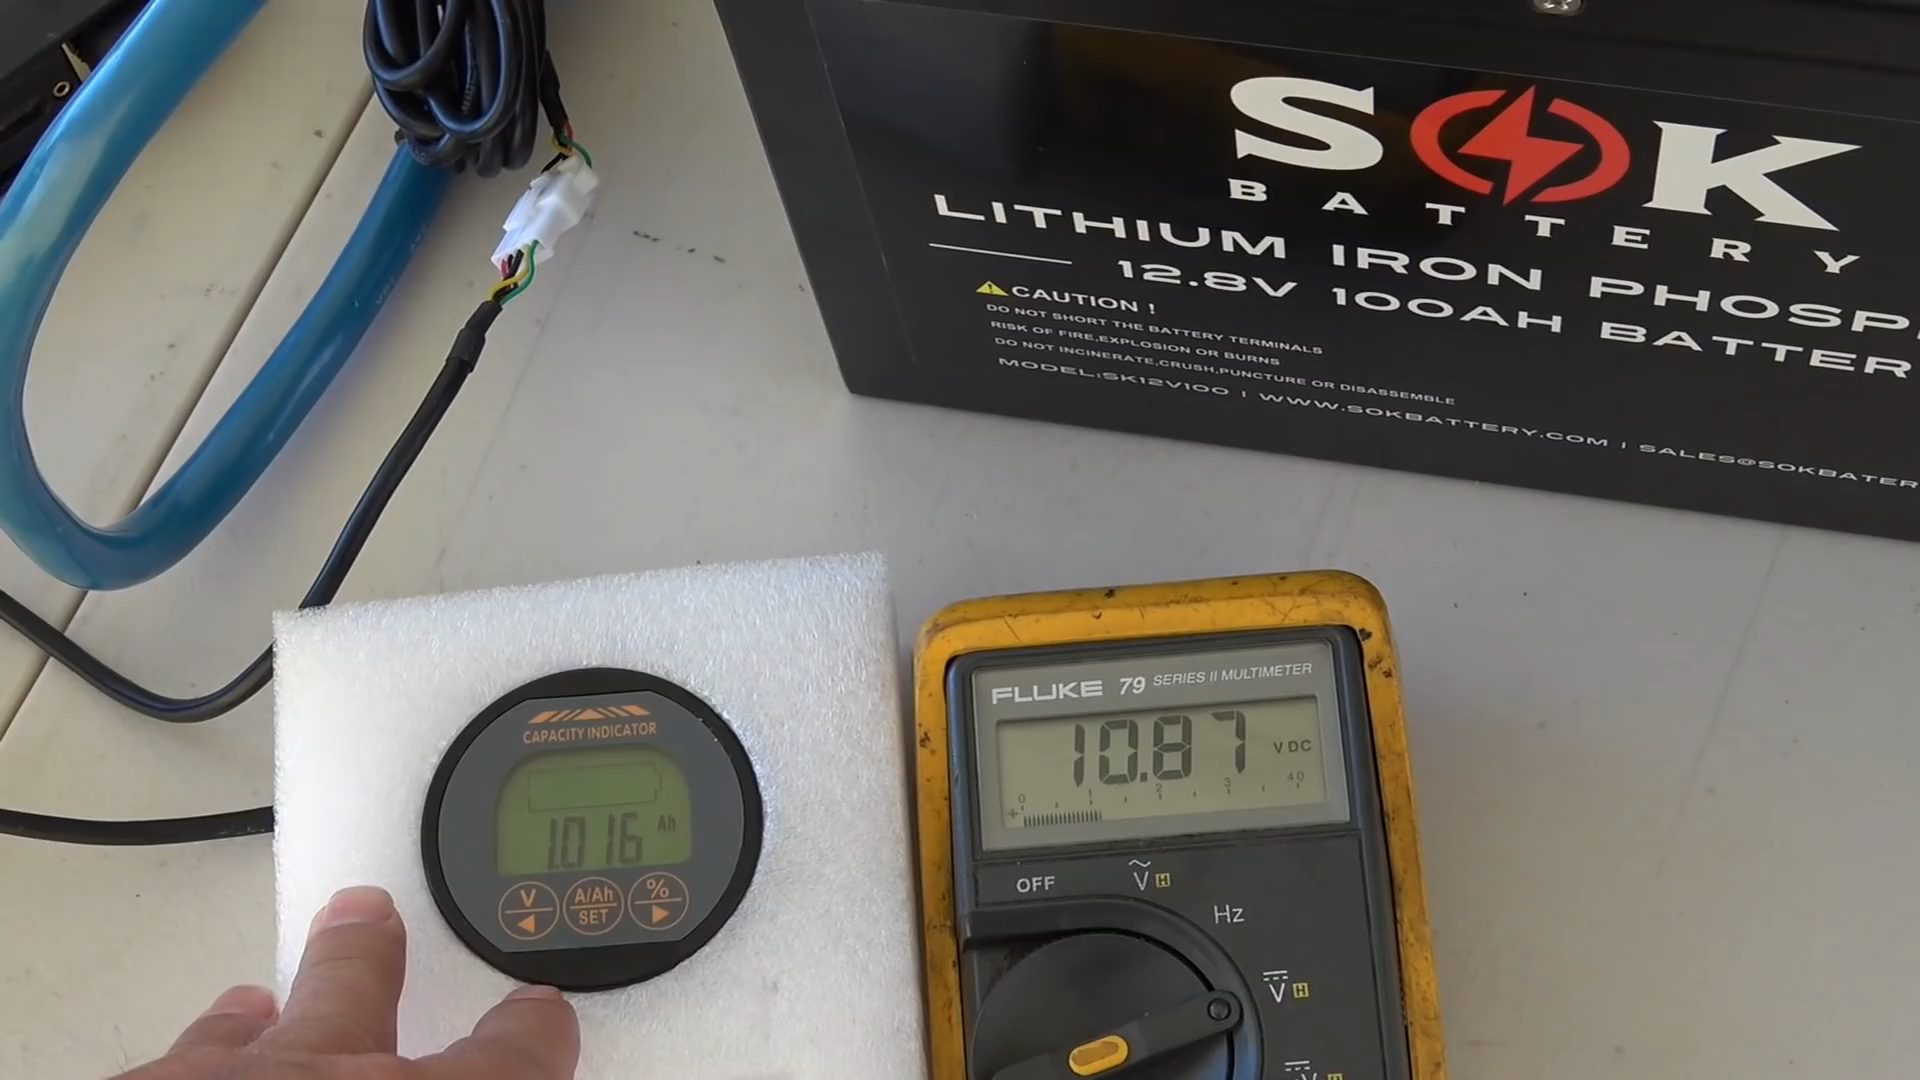 SOK
BATTERY
LITHIUM IRON PHOSP
12.8V 100AH BATTER
CAUTION !
DO NOT SHORT THE BATTERY TERMINALS
RISK OF FIRE,EXPLOSION OR BURNS
DO NOT INCINERATE,CRUSH,PUNCTURE OR DISASSEMBLE
MODEL:SK12V100 | WWW.SOKBATTERY.COM | SALES@SOKBATER
CAPACITY INDICATOR
1.016 Ah
V A/Ah %
SET
FLUKE 79 SERIES II MULTIMETER
10.87 V DC
0 1 2 3 40
+
OFF
V H
Hz
V H